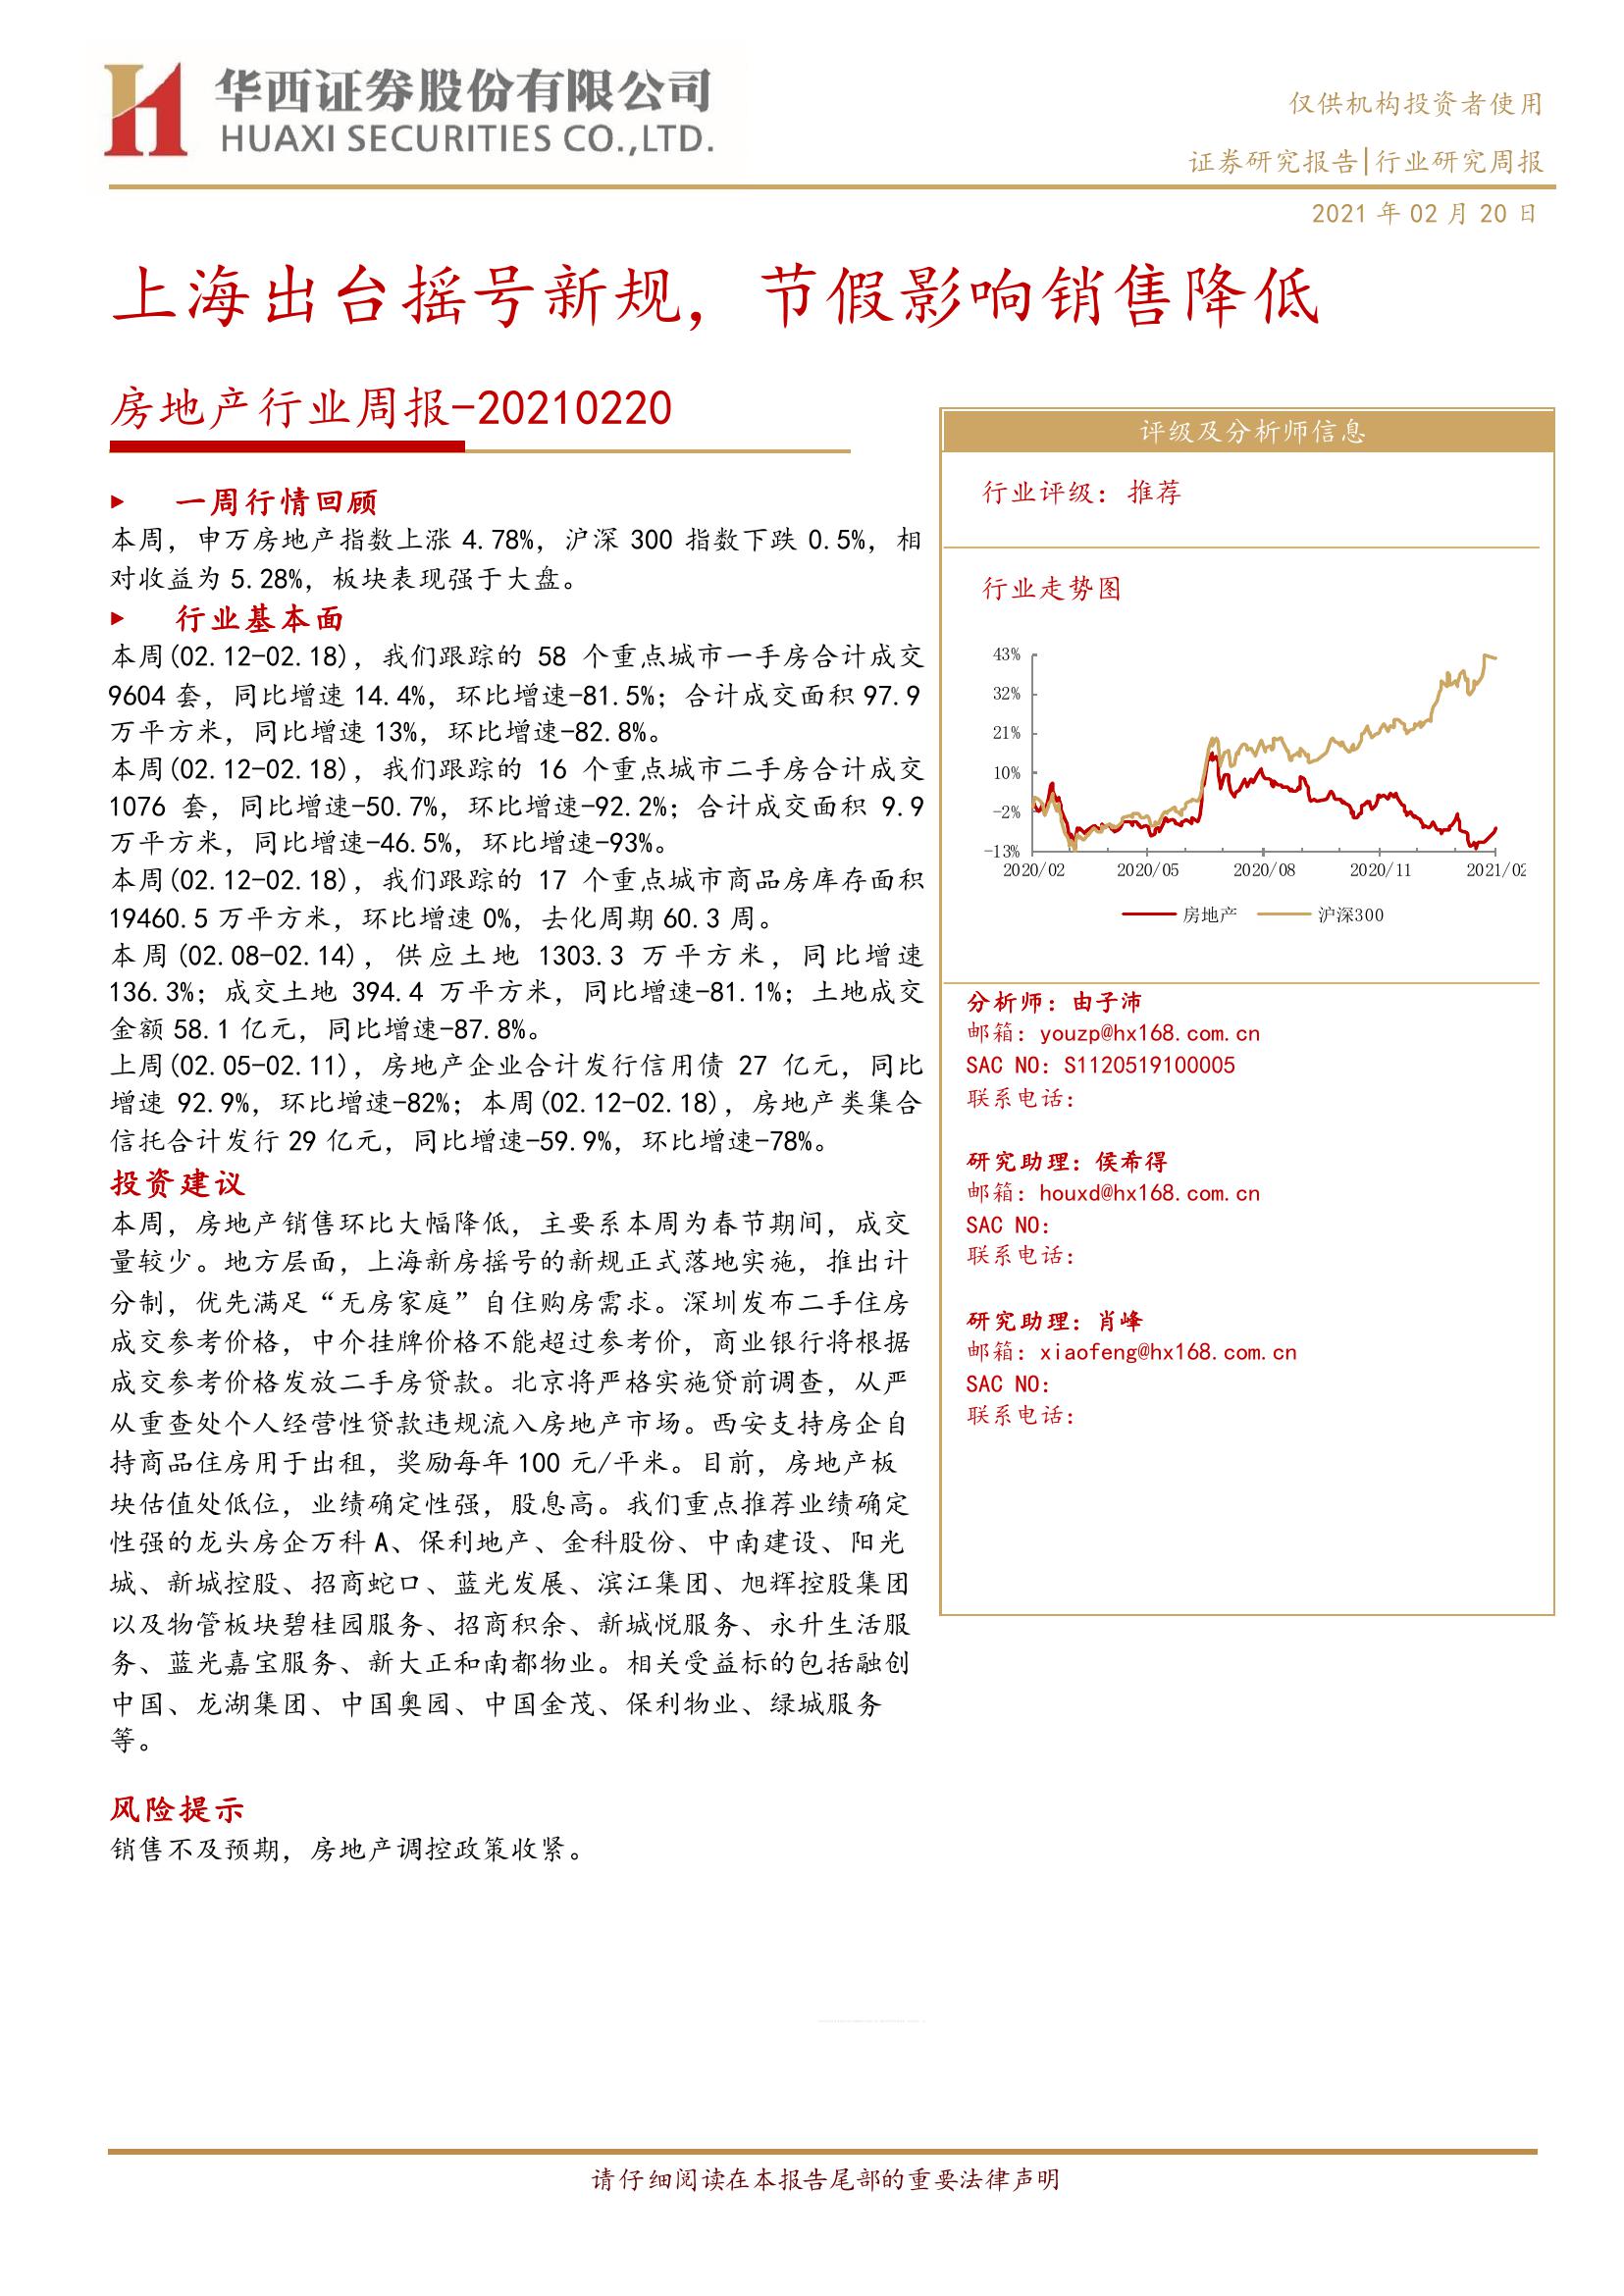 华西证券股份有限公司
HUAXI SECURITIES CO.,LTD.
仅供机构投资者使用
证券研究报告|行业研究周报
2021 年 02 月 20 日
上海出台摇号新规，节假影响销售降低
房地产行业周报-20210220
一周行情回顾
本周，申万房地产指数上涨 4.78%，沪深 300 指数下跌 0.5%，相
对收益为 5.28%，板块表现强于大盘。
行业基本面
本周(02.12-02.18)，我们跟踪的 58 个重点城市一手房合计成交
9604 套，同比增速 14.4%，环比增速-81.5%；合计成交面积 97.9
万平方米，同比增速 13%，环比增速-82.8%。
本周(02.12-02.18)，我们跟踪的 16 个重点城市二手房合计成交
1076 套，同比增速-50.7%，环比增速-92.2%；合计成交面积 9.9
万平方米，同比增速-46.5%，环比增速-93%。
本周(02.12-02.18)，我们跟踪的 17 个重点城市商品房库存面积
19460.5 万平方米，环比增速 0%，去化周期 60.3 周。
本周(02.08-02.14)，供应土地 1303.3 万平方米，同比增速
136.3%；成交土地 394.4 万平方米，同比增速-81.1%；土地成交
金额 58.1 亿元，同比增速-87.8%。
上周(02.05-02.11)，房地产企业合计发行信用债 27 亿元，同比
增速 92.9%，环比增速-82%；本周(02.12-02.18)，房地产类集合
信托合计发行 29 亿元，同比增速-59.9%，环比增速-78%。
投资建议
本周，房地产销售环比大幅降低，主要系本周为春节期间，成交
量较少。地方层面，上海新房摇号的新规正式落地实施，推出计
分制，优先满足“无房家庭”自住购房需求。深圳发布二手住房
成交参考价格，中介挂牌价格不能超过参考价，商业银行将根据
成交参考价格发放二手房贷款。北京将严格实施贷前调查，从严
从重查处个人经营性贷款违规流入房地产市场。西安支持房企自
持商品住房用于出租，奖励每年 100 元/平米。目前，房地产板
块估值处低位，业绩确定性强，股息高。我们重点推荐业绩确定
性强的龙头房企万科 A、保利地产、金科股份、中南建设、阳光
城、新城控股、招商蛇口、蓝光发展、滨江集团、旭辉控股集团
以及物管板块碧桂园服务、招商积余、新城悦服务、永升生活服
务、蓝光嘉宝服务、新大正和南都物业。相关受益标的包括融创
中国、龙湖集团、中国奥园、中国金茂、保利物业、绿城服务
等。
风险提示
销售不及预期，房地产调控政策收紧。
评级及分析师信息
行业评级：推荐
行业走势图
43%
32%
21%
10%
-2%
-13%
2020/02 2020/05 2020/08 2020/11 2021/02
房地产 沪深300
分析师：由子沛
邮箱：youzp@hx168.com.cn
SAC NO：S1120519100005
联系电话：
研究助理：侯希得
邮箱：houxd@hx168.com.cn
SAC NO：
联系电话：
研究助理：肖峰
邮箱：xiaofeng@hx168.com.cn
SAC NO：
联系电话：
请仔细阅读在本报告尾部的重要法律声明